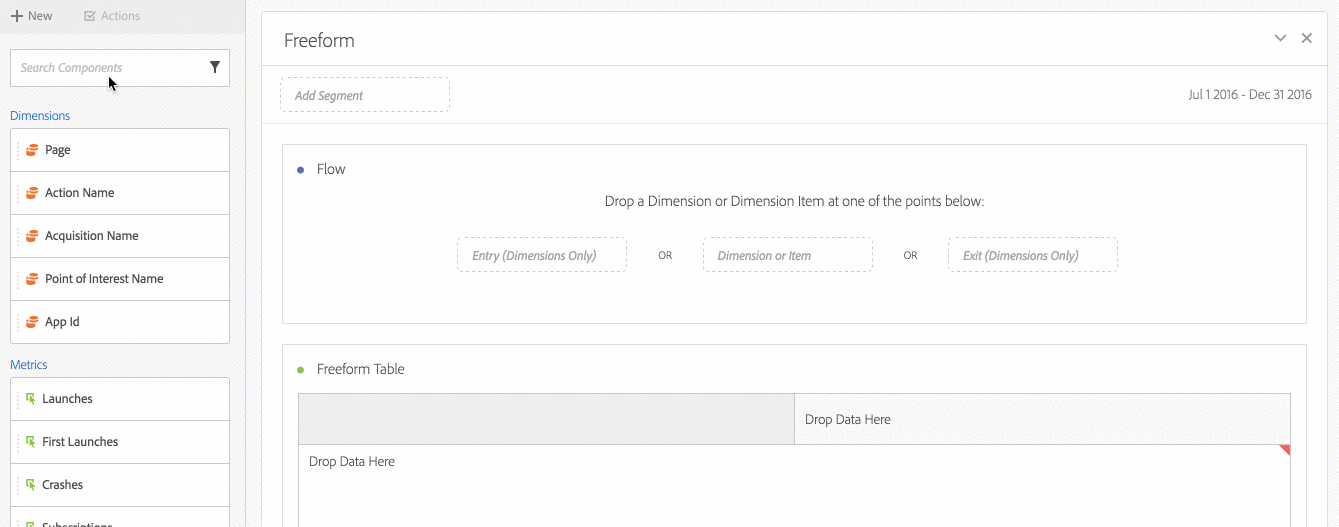 New
Actions
Search Components
Dimensions
Page
Action Name
Acquisition Name
Point of Interest Name
App Id
Metrics
Launches
First Launches
Crashes
Subscriptions
Freeform
Add Segment
Jul 1 2016 - Dec 31 2016
Flow
Drop a Dimension or Dimension Item at one of the points below:
Entry (Dimensions Only) OR Dimension or Item OR Exit (Dimensions Only)
Freeform Table
Drop Data Here
Drop Data Here